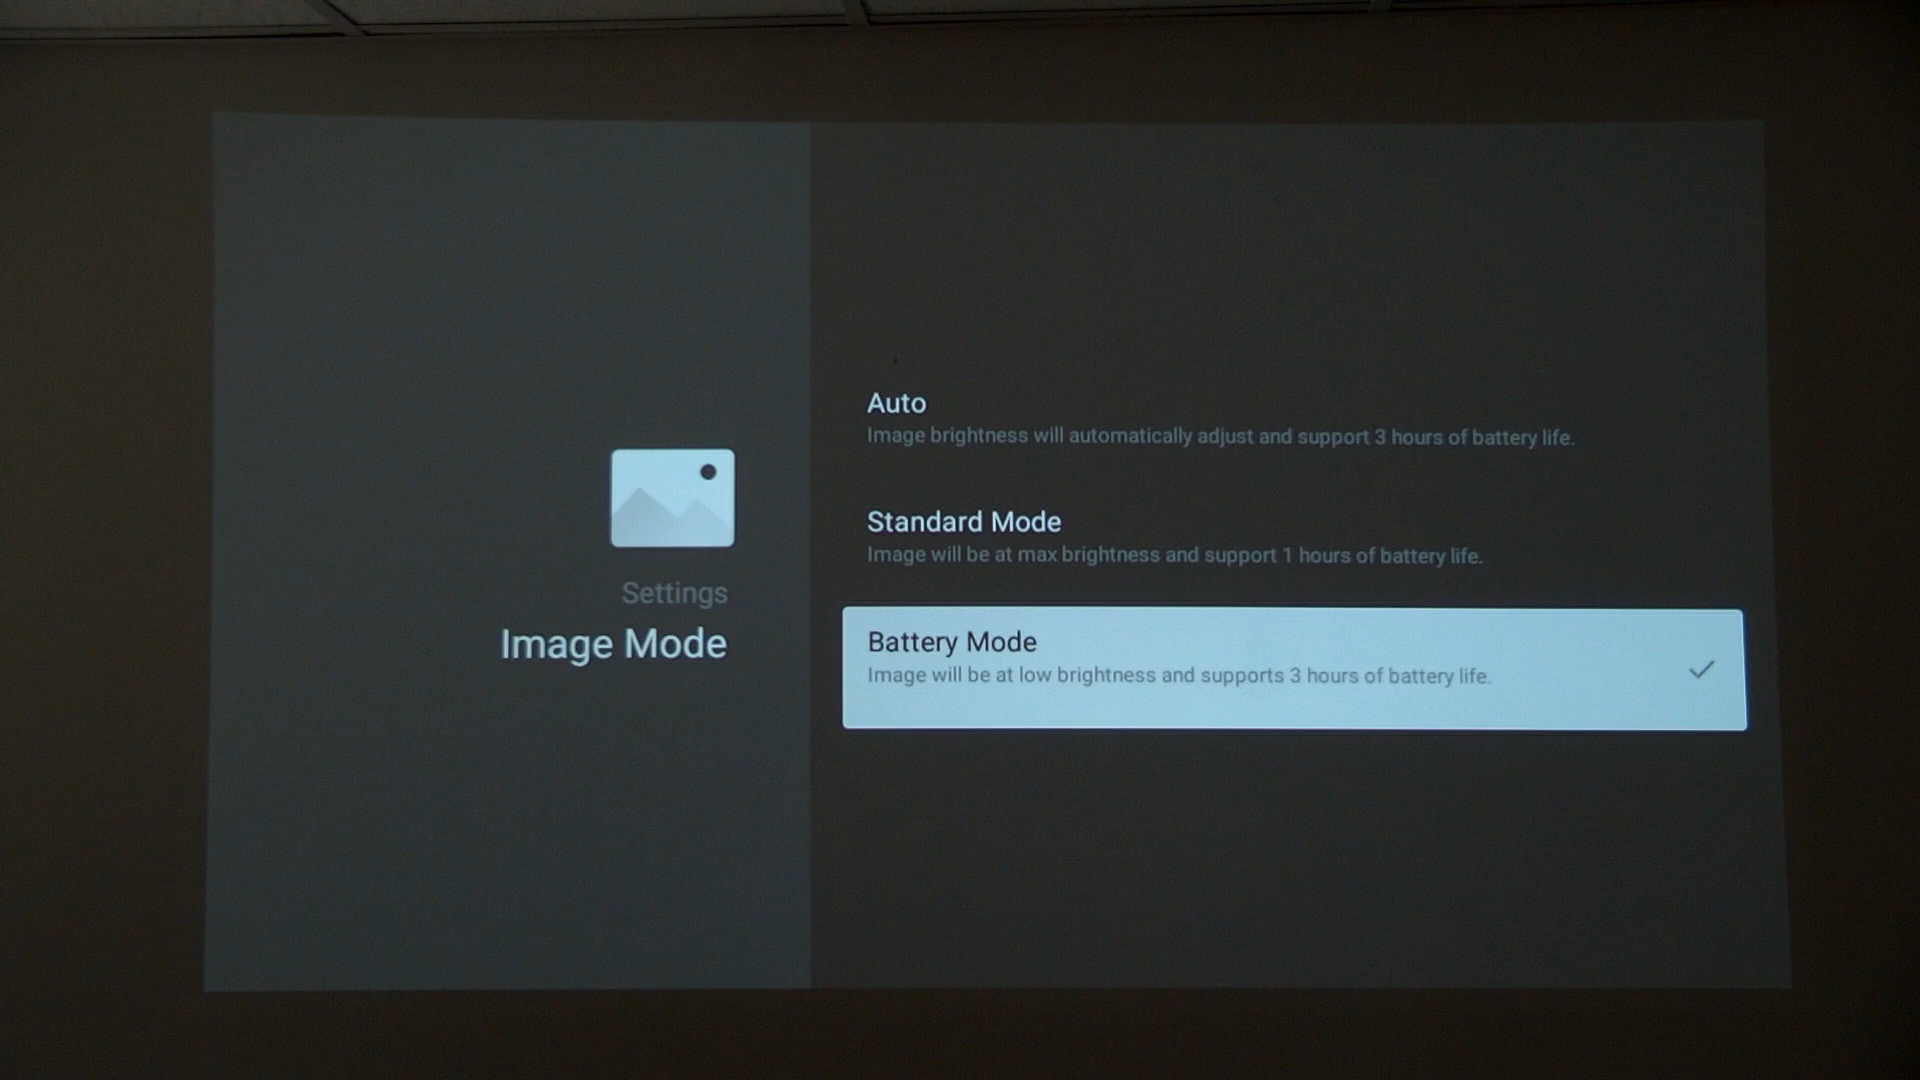 Settings
Image Mode
Auto
Image brightness will automatically adjust and support 3 hours of battery life.
Standard Mode
Image will be at max brightness and support 1 hours of battery life.
Battery Mode
Image will be at low brightness and supports 3 hours of battery life.